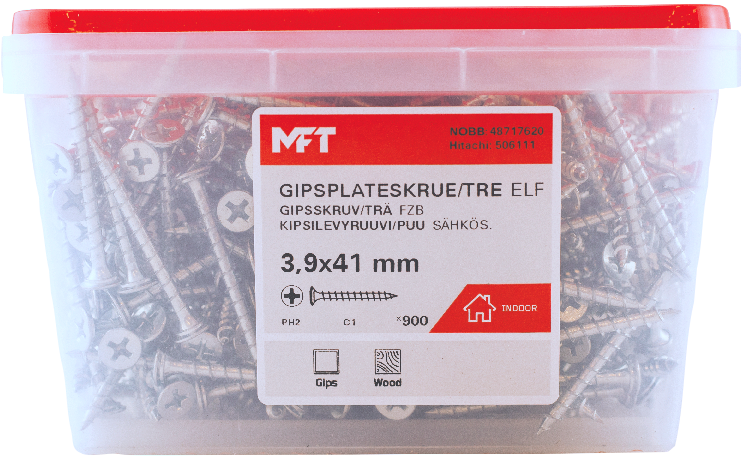 MFT
NOBB: 48717620
Hitachi: 506111
GIPSPLATESKRUE/TRE ELF
GIPSSKRUV/TRÄ FZB
KIPSILEVYRUUVI/PUU SÄHKÖS.
3,9x41 mm
PH2 C1 x900
INDOOR
Gips Wood